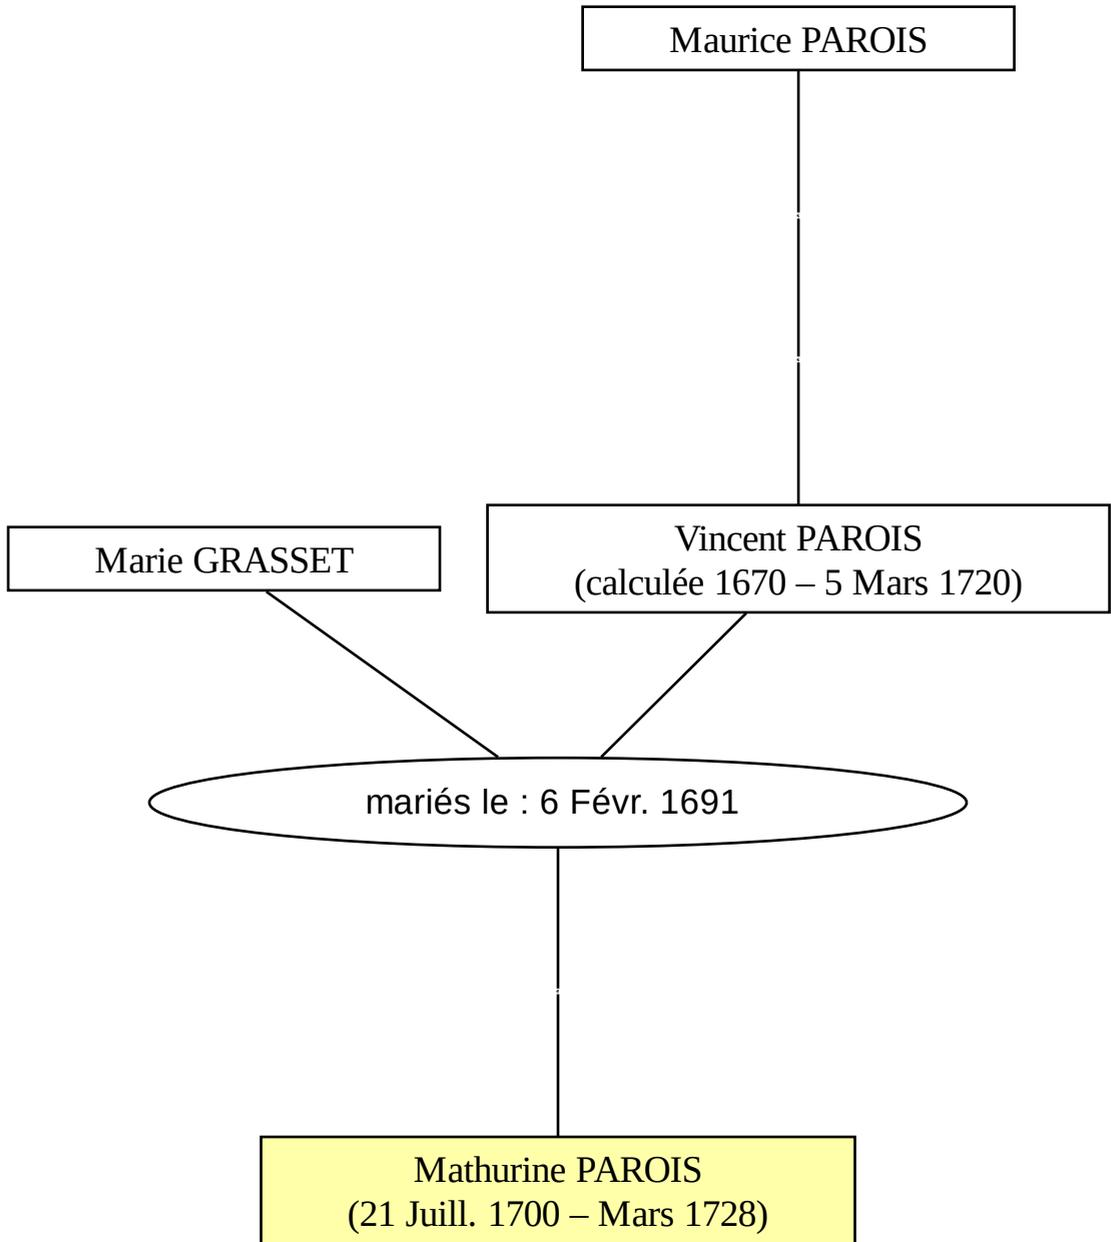 Maurice PAROIS
Marie GRASSET
Vincent PAROIS
(calculée 1670 – 5 Mars 1720)
mariés le : 6 Févr. 1691
Mathurine PAROIS
(21 Juill. 1700 – Mars 1728)